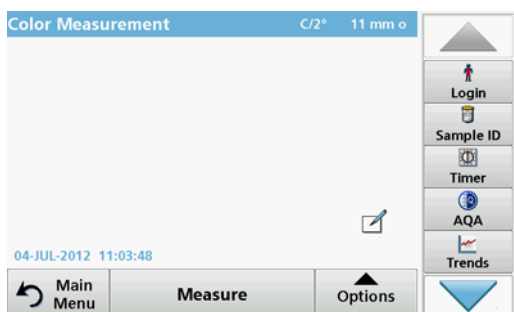 Color Measurement C/2° 11 mm o
Login
Sample ID
Timer
AQA
Trends
04-JUL-2012 11:03:48
Main Menu
Measure
Options